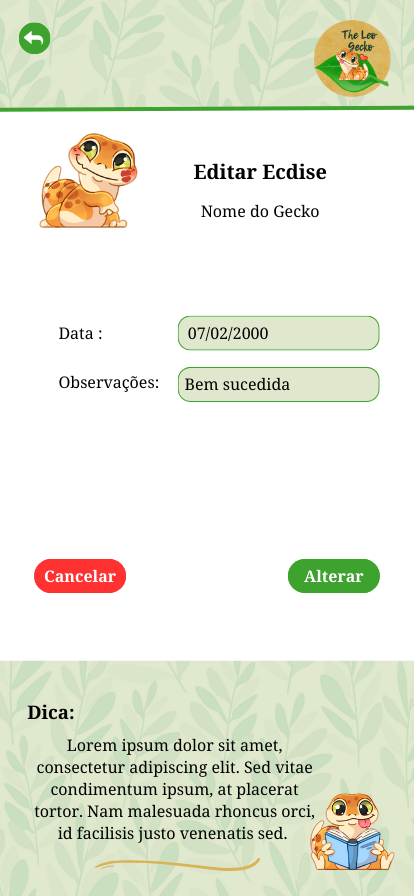 The Leo
Gecko
Editar Ecdise
Nome do Gecko
Data :
07/02/2000
Observações:
Bem sucedida
Cancelar
Alterar
Dica:
Lorem ipsum dolor sit amet,
consectetur adipiscing elit. Sed vitae
condimentum ipsum, at placerat
tortor. Nam malesuada rhoncus orci,
id facilisis justo venenatis sed.